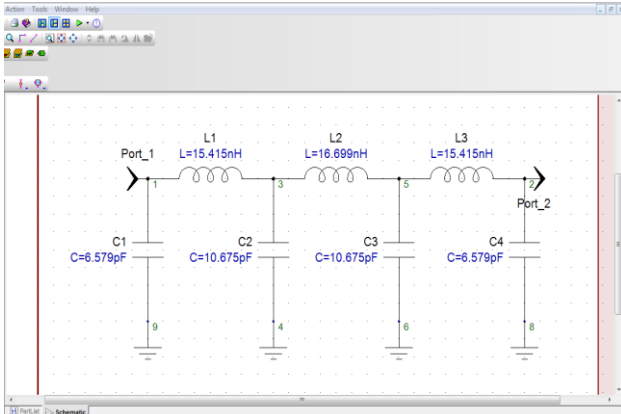 Action Tools Window Help
L1 L2 L3
Port_1 L=15.415nH L=16.699nH L=15.415nH
1 3 5 2
Port_2
C1 C2 C3 C4
C=6.579pF C=10.675pF C=10.675pF C=6.579pF
9 4 6 8
PartList Schematic